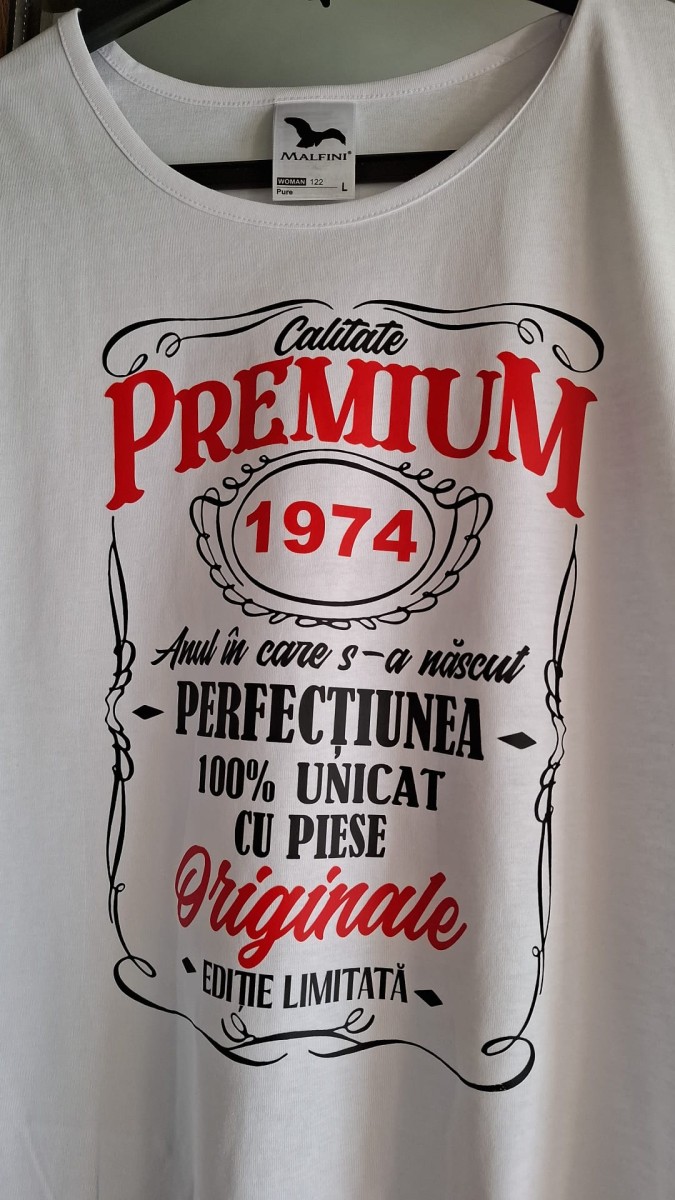 MALFINI®
WOMAN 122
Pure L
Calitate
PREMIUM
1974
Anul în care s-a născut
PERFECȚIUNEA
100% UNICAT
CU PIESE
Originale
EDIȚIE LIMITATĂ